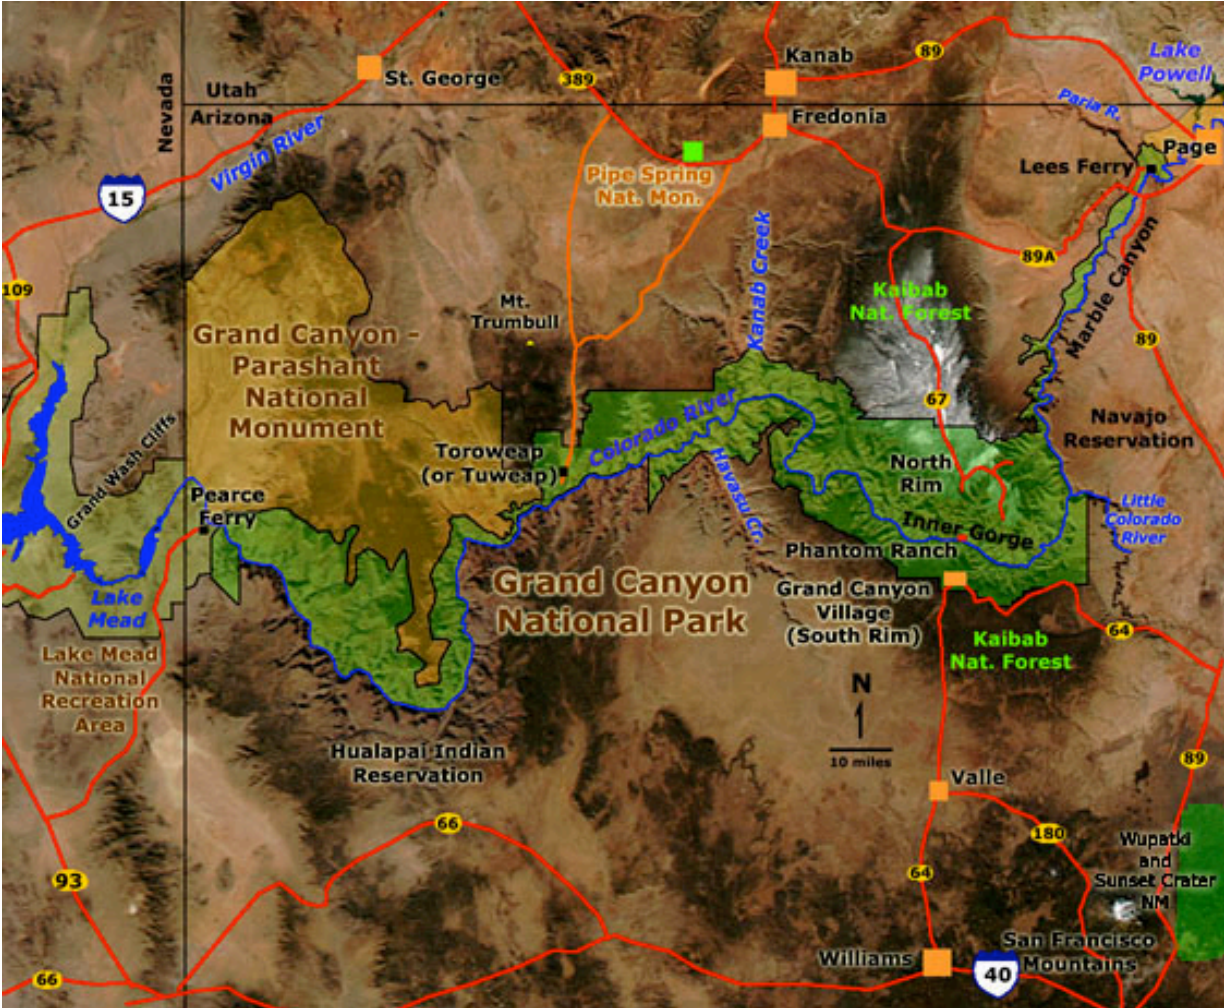 Kanab
89
Lake
Powell
St. George
389
Utah
Nevada
Arizona
Paria R.
Fredonia
Virgin River
Page
Lees Ferry
Pipe Spring
Nat. Mon.
15
Kanab Creek
Marble Canyon
89A
109
Kaibab
Nat. Forest
Mt.
Trumbull
Grand Canyon -
Parashant
National
Monument
89
67
Colorado River
Navajo
Reservation
Grand Wash Cliffs
Toroweap
(or Tuweap)
Havasu Cr.
North
Rim
Pearce
Ferry
Little
Colorado
River
Inner Gorge
Phantom Ranch
Grand Canyon
National Park
Grand Canyon
Village
(South Rim)
Lake
Mead
64
Kaibab
Nat. Forest
Lake Mead
National
Recreation
Area
N
10 miles
Hualapai Indian
Reservation
89
Valle
66
180
Wupatki
and
Sunset Crater
NM
93
64
San Francisco
Mountains
Williams
40
66